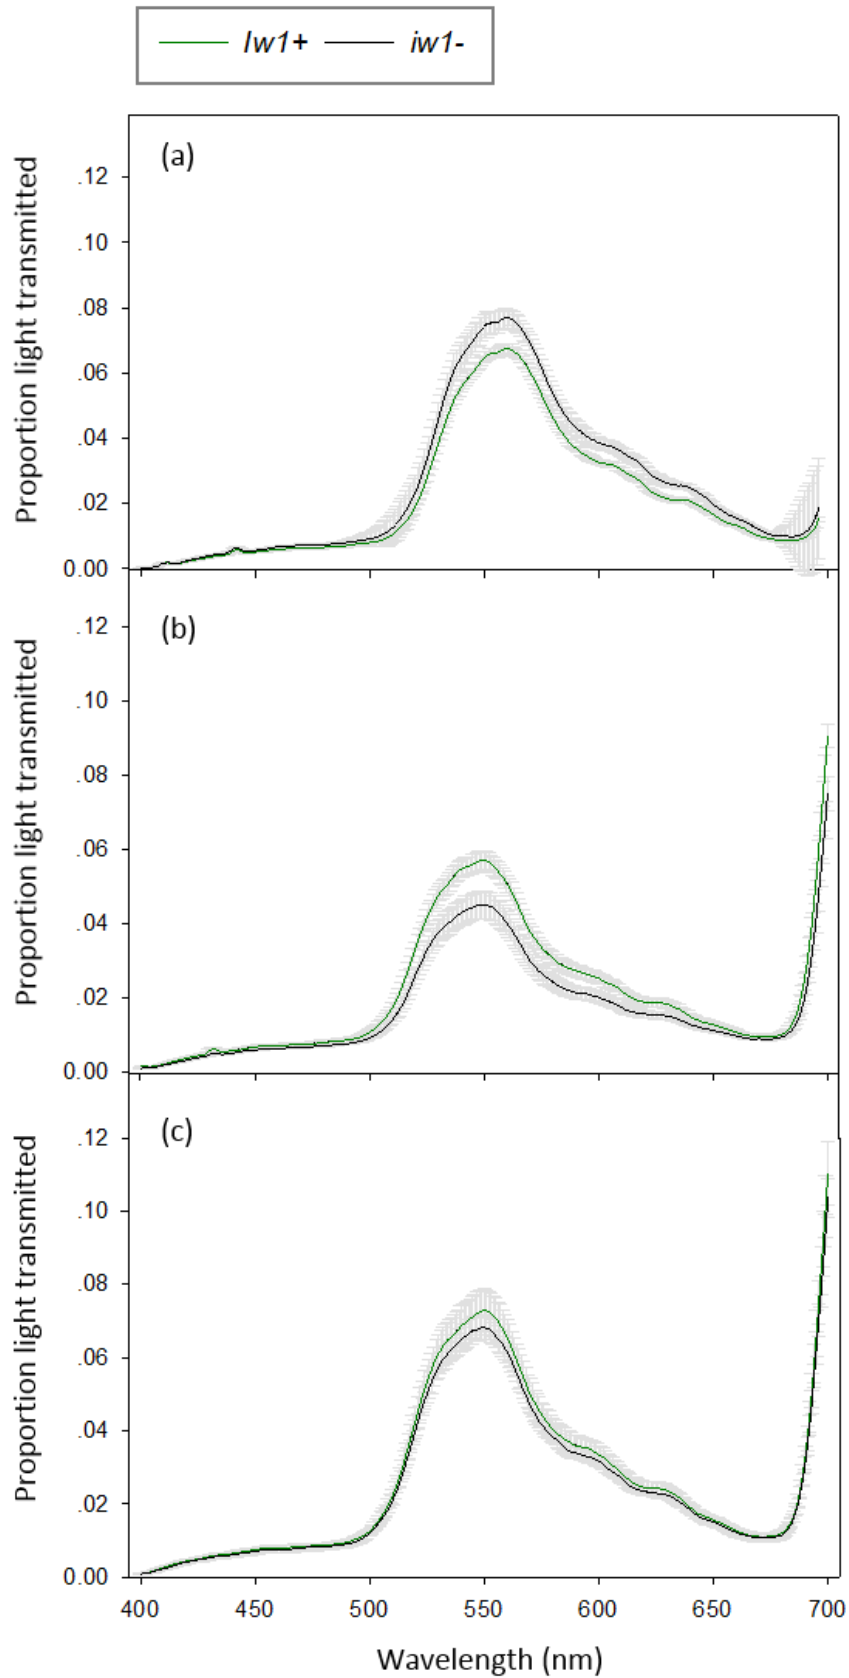 Iw1+ iw1-
(a)
Proportion light transmitted
.12
.10
.08
.06
.04
.02
0.00
(b)
Proportion light transmitted
.12
.10
.08
.06
.04
.02
0.00
(c)
Proportion light transmitted
.12
.10
.08
.06
.04
.02
0.00
400 450 500 550 600 650 700
Wavelength (nm)